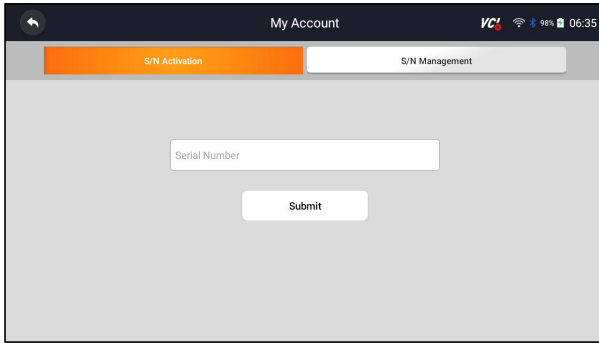 My Account
VCI 98% 06:35
S/N Activation S/N Management
Serial Number
Submit